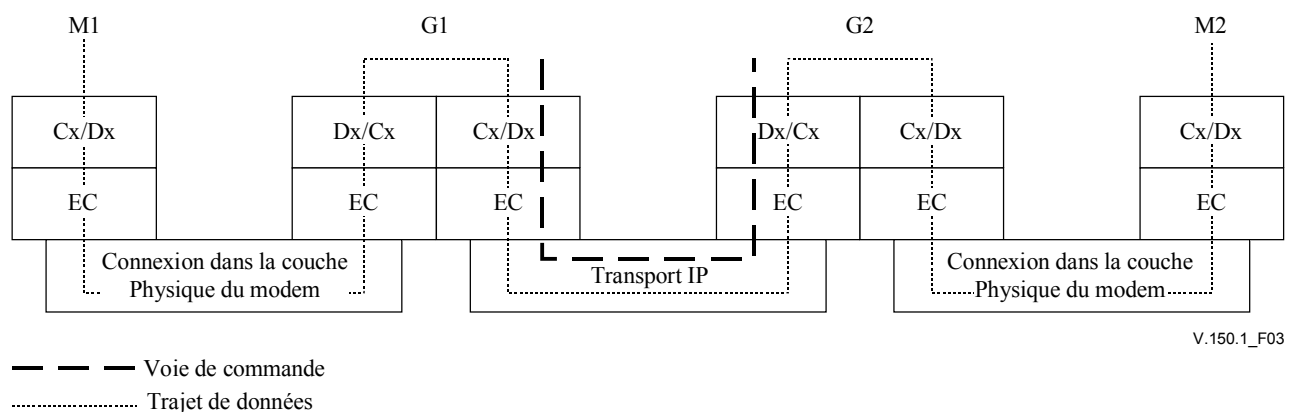 M1 G1 G2 M2
Cx/Dx Dx/Cx Cx/Dx Dx/Cx Cx/Dx Cx/Dx
EC EC EC EC EC EC
Connexion dans la couche
Physique du modem
Transport IP
Connexion dans la couche
Physique du modem
V.150.1_F03
Voie de commande
Trajet de données